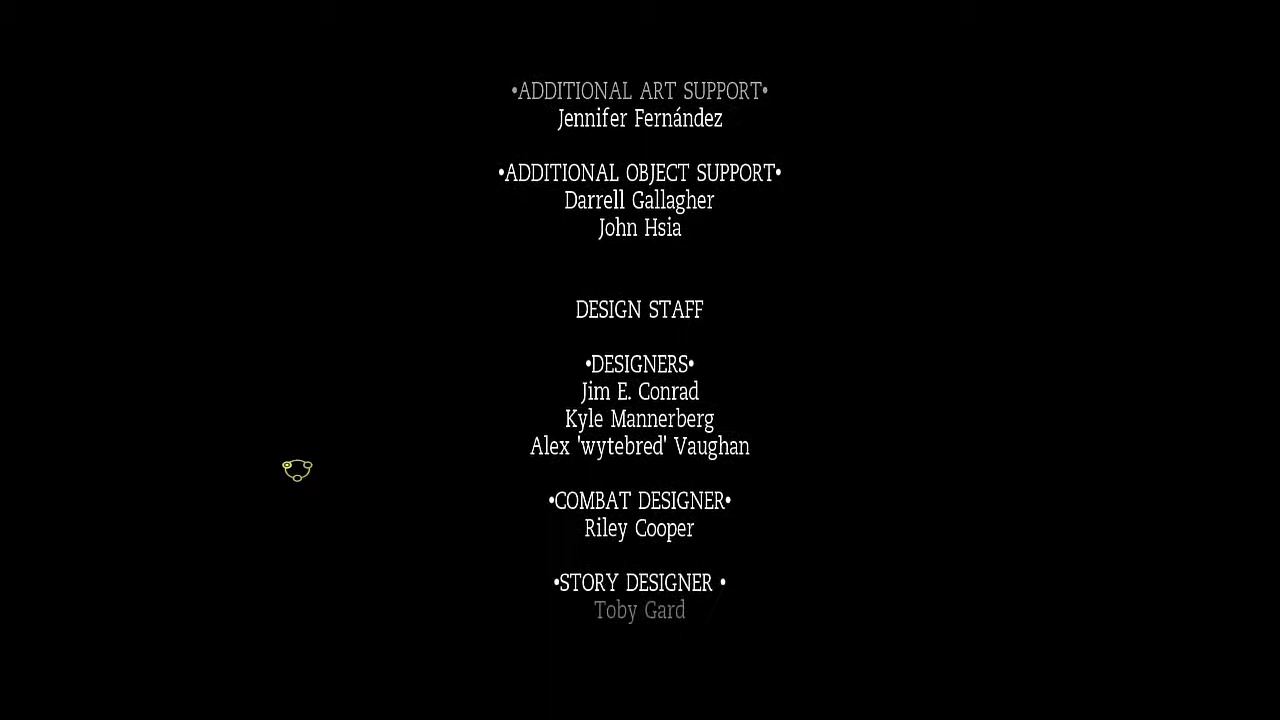 •ADDITIONAL ART SUPPORT•
Jennifer Fernández
•ADDITIONAL OBJECT SUPPORT•
Darrell Gallagher
John Hsia
DESIGN STAFF
•DESIGNERS•
Jim E. Conrad
Kyle Mannerberg
Alex 'wytebred' Vaughan
•COMBAT DESIGNER•
Riley Cooper
•STORY DESIGNER •
Toby Gard